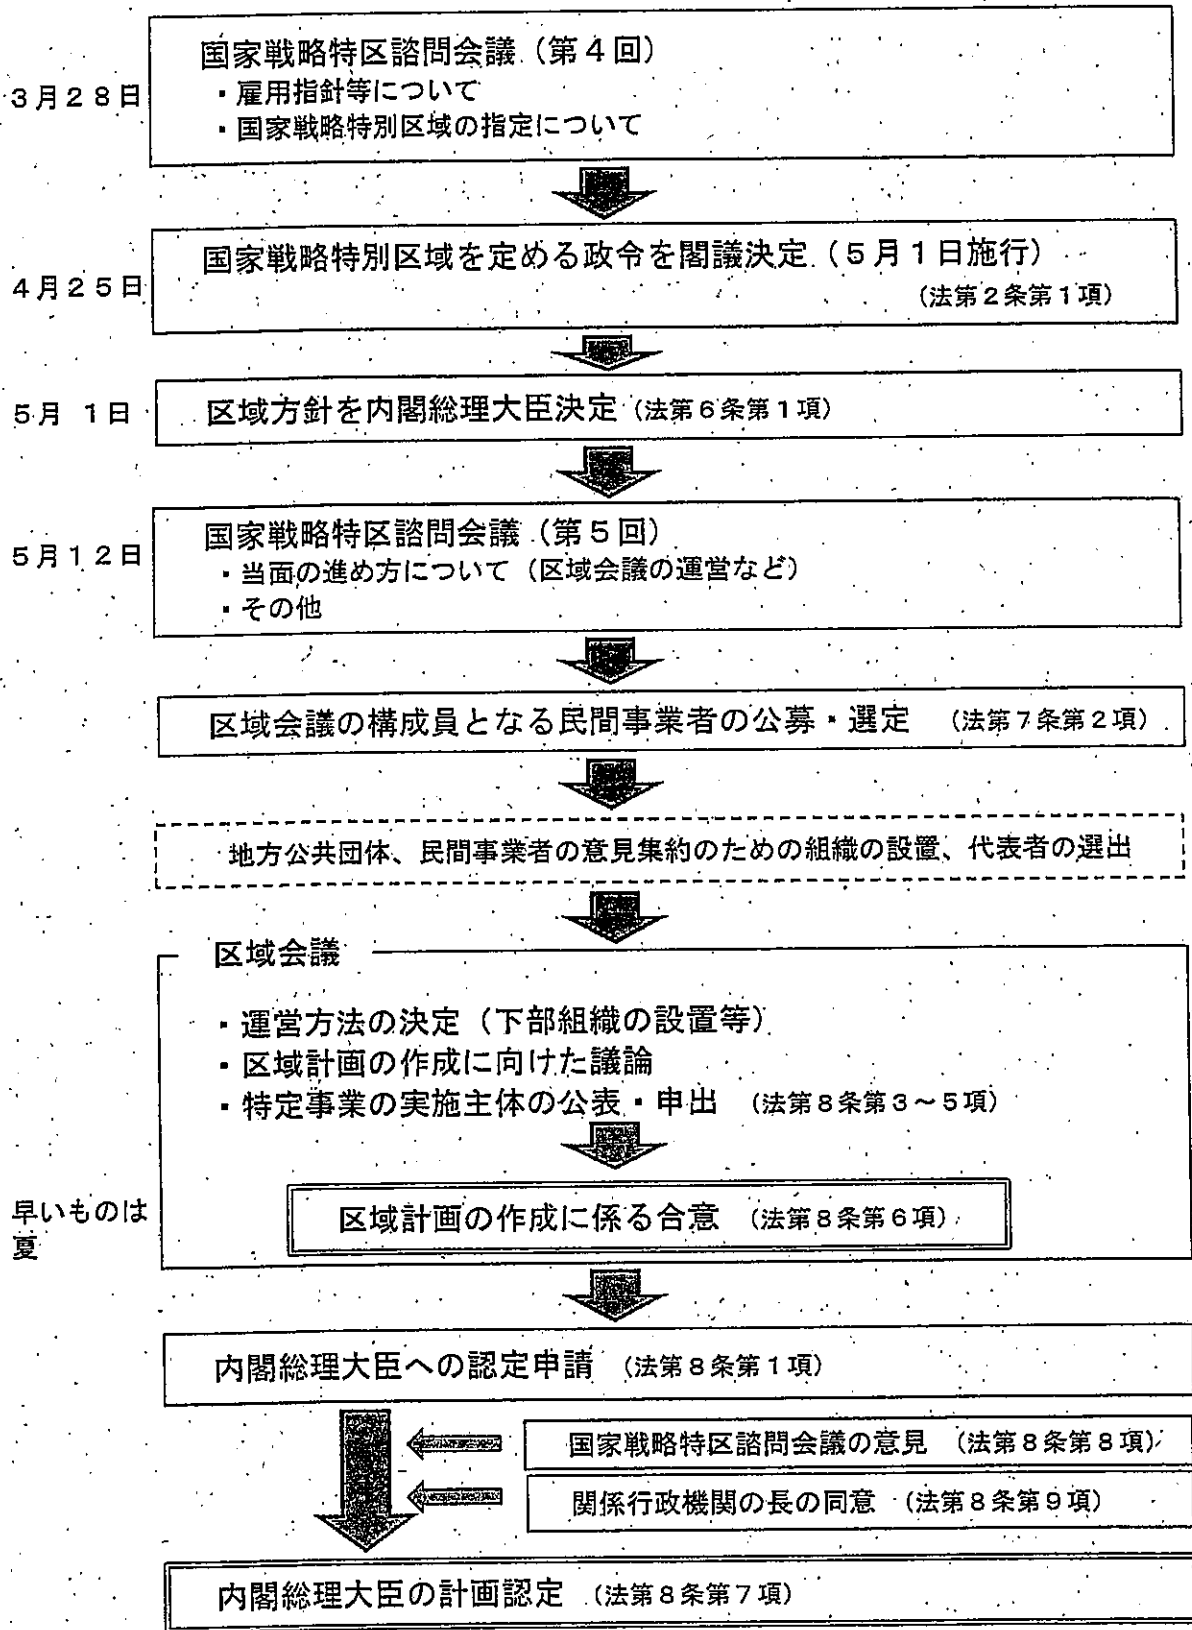 国家戦略特区諮問会議（第４回）
３月２８日
・雇用指針等について
・国家戦略特別区域の指定について
国家戦略特別区域を定める政令を閣議決定（５月１日施行）
４月２５日
（法第２条第１項）
５月 １日
区域方針を内閣総理大臣決定（法第６条第１項）
国家戦略特区諮問会議（第５回）
５月１２日
・当面の進め方について（区域会議の運営など）
・その他
区域会議の構成員となる民間事業者の公募・選定 （法第７条第２項）
地方公共団体、民間事業者の意見集約のための組織の設置、代表者の選出
区域会議
・運営方法の決定（下部組織の設置等）
・区域計画の作成に向けた議論
・特定事業の実施主体の公表・申出 （法第８条第３～５項）
早いものは
夏
区域計画の作成に係る合意 （法第８条第６項）
内閣総理大臣への認定申請 （法第８条第１項）
国家戦略特区諮問会議の意見 （法第８条第８項）
関係行政機関の長の同意 （法第８条第９項）
内閣総理大臣の計画認定 （法第８条第７項）